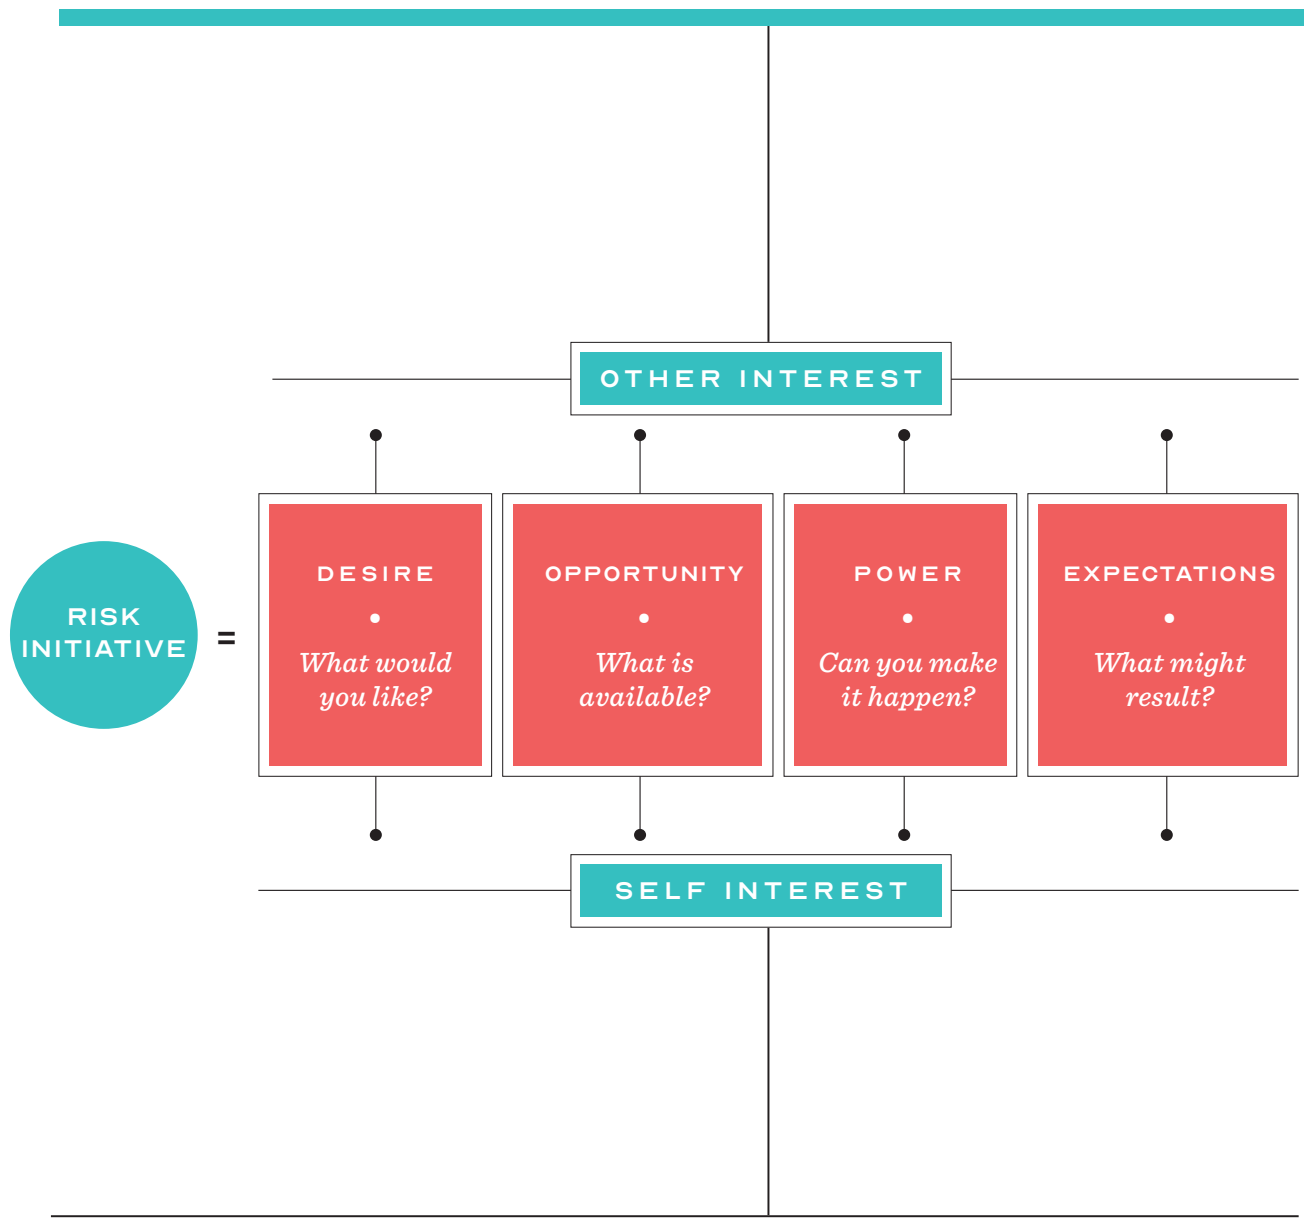 OTHER INTEREST
RISK
INITIATIVE
=
DESIRE
What would
you like?
OPPORTUNITY
What is
available?
POWER
Can you make
it happen?
EXPECTATIONS
What might
result?
SELF INTEREST